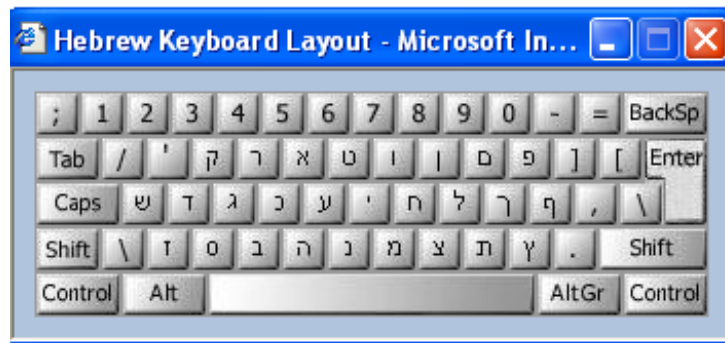 Hebrew Keyboard Layout - Microsoft In...
; 1 2 3 4 5 6 7 8 9 0 - = BackSp
Tab / ' ק ר א ט ו ן ם פ ] [ Enter
Caps ש ד ג כ ע י ח ל ך ף , \
Shift \ ז ס ב ה נ מ צ ת ץ . Shift
Control Alt AltGr Control